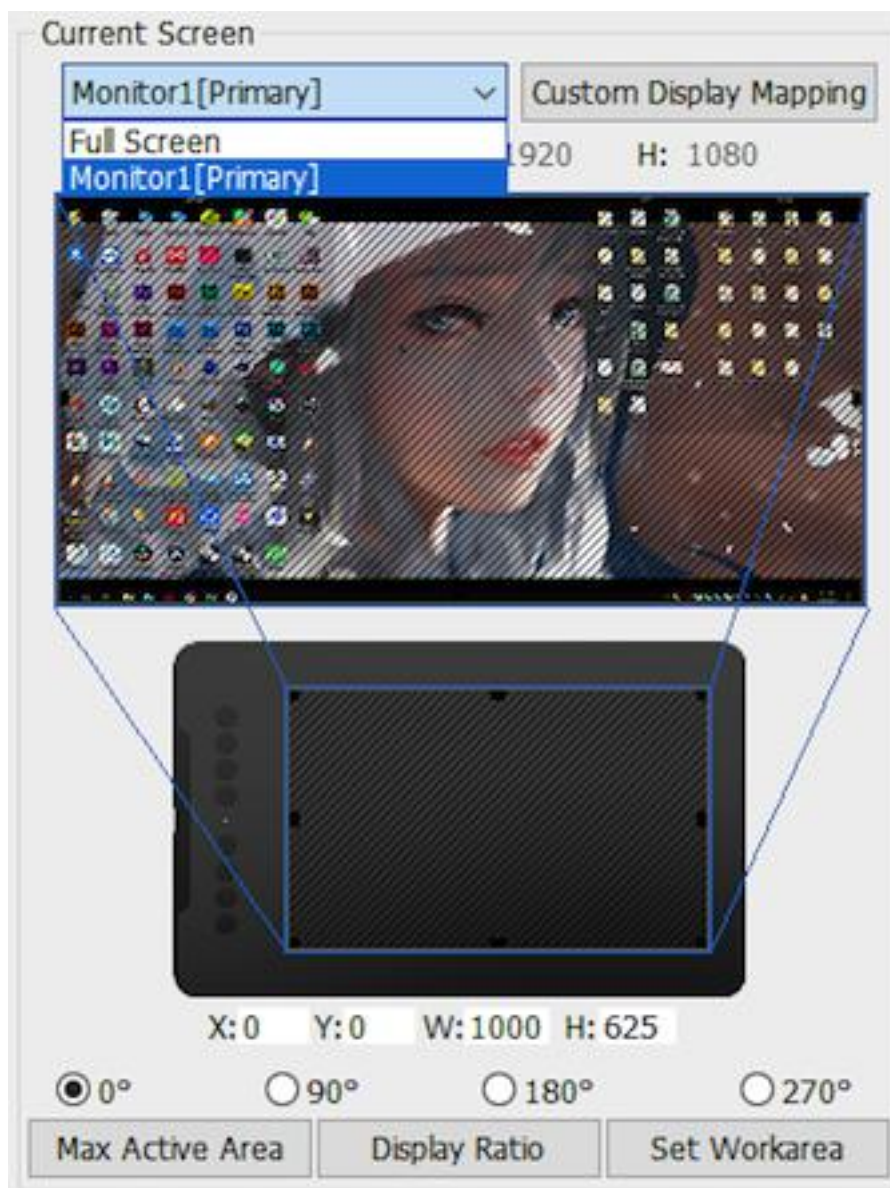 Current Screen
Monitor1[Primary] Custom Display Mapping
Full Screen
1920 H: 1080
Monitor1[Primary]
X: 0 Y: 0 W: 1000 H: 625
0° 90° 180° 270°
Max Active Area Display Ratio Set Workarea